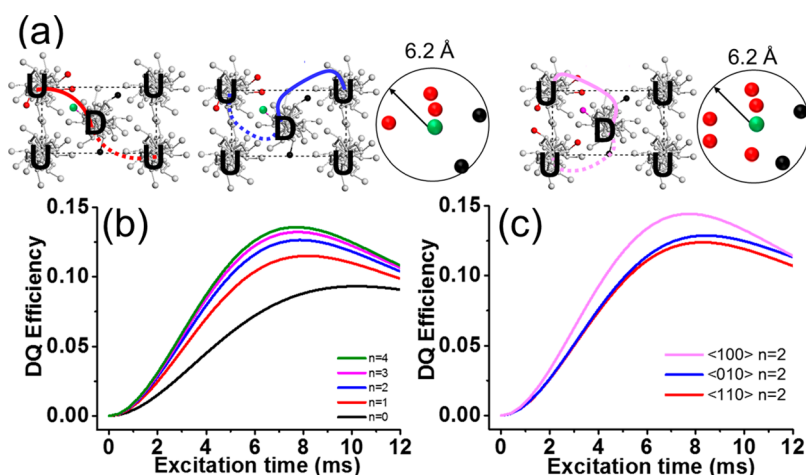 (a)
6.2 Å
6.2 Å
U U
D
U U
U U
D
U U
U U
D
U U
(b)
DQ Efficiency
0.15
0.10
0.05
0.00
n=4
n=3
n=2
n=1
n=0
0 2 4 6 8 10 12
Excitation time (ms)
(c)
DQ Efficiency
0.15
0.10
0.05
0.00
<100> n=2
<010> n=2
<110> n=2
0 2 4 6 8 10 12
Excitation time (ms)